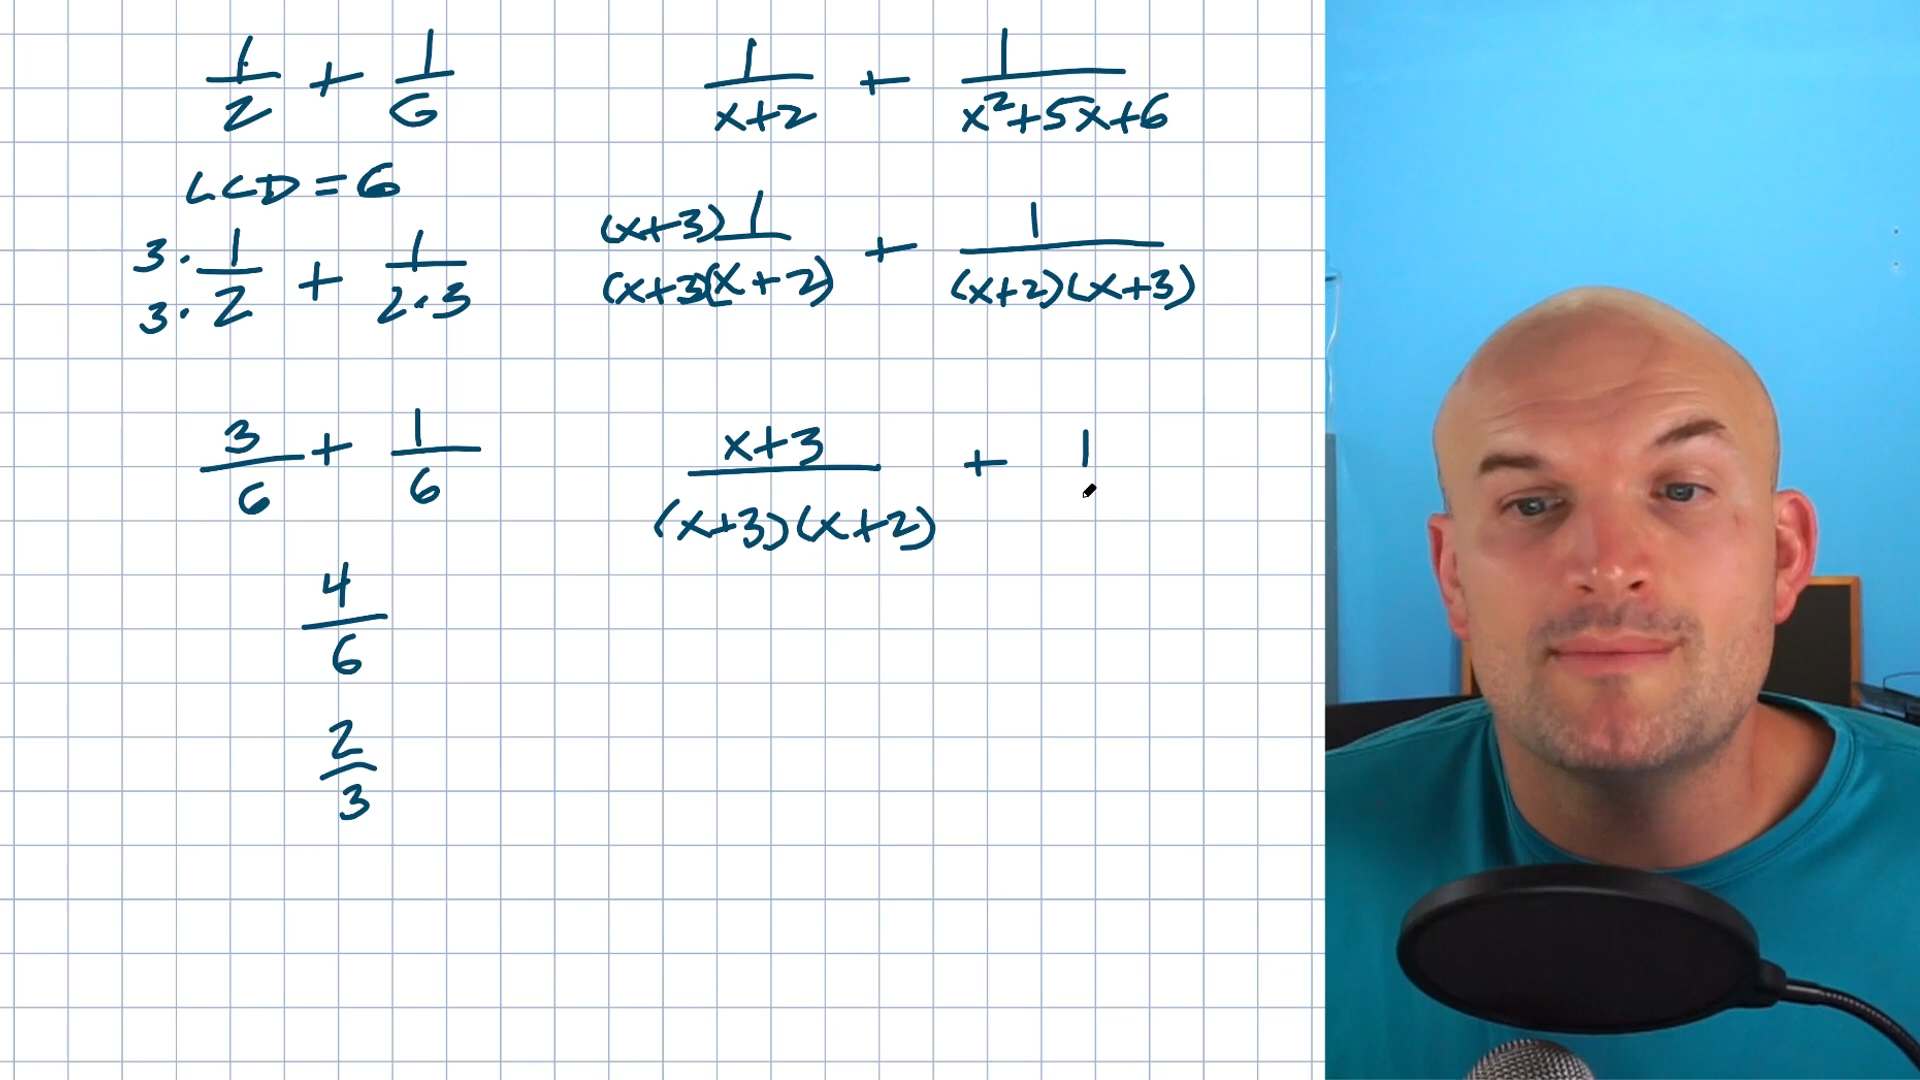 1/2 + 1/6
LCD = 6
3· 1/3· 2 + 1/2·3
3/6 + 1/6
4/6
2/3
1/x+2 + 1/x²+5x+6
(x+3) 1/(x+3)(x+2) + 1/(x+2)(x+3)
x+3/(x+3)(x+2) + 1